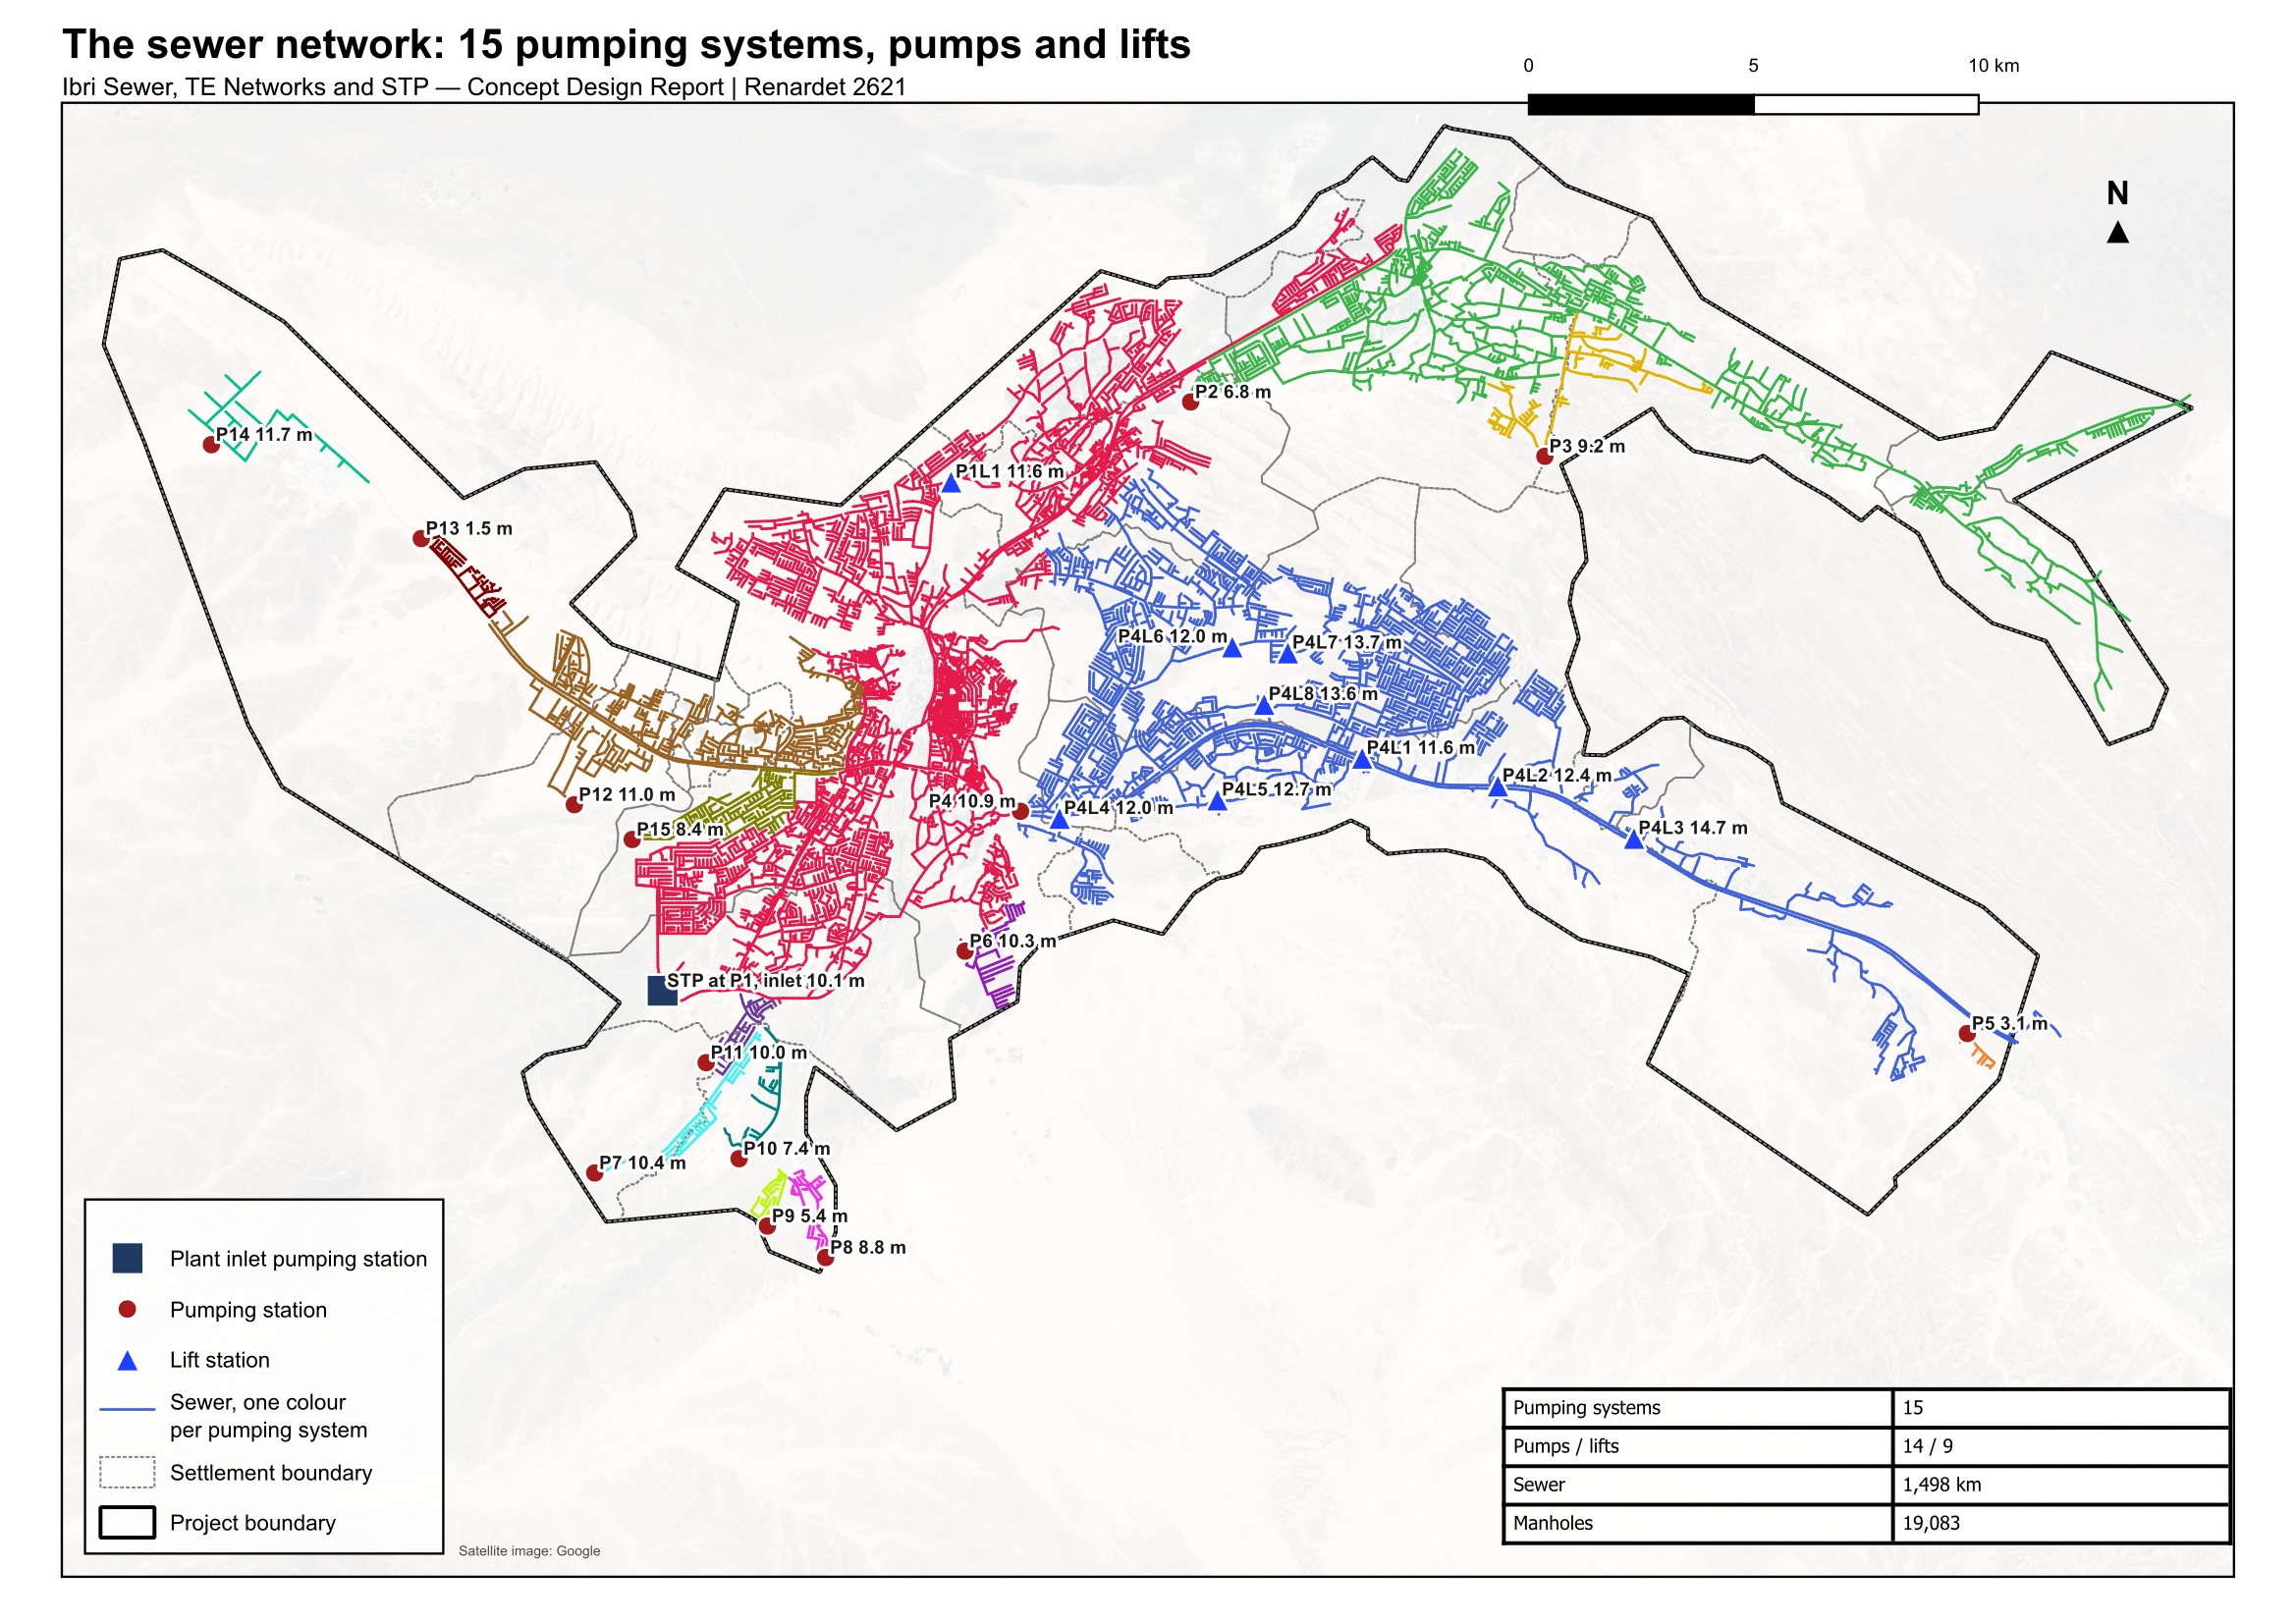 The sewer network: 15 pumping systems, pumps and lifts
Ibri Sewer, TE Networks and STP — Concept Design Report | Renardet 2621
0 5 10 km
N
P2 6.8 m
P14 11.7 m
P3 9.2 m
P1L1 11.6 m
P13 1.5 m
P4L6 12.0 m
P4L7 13.7 m
P4L8 13.6 m
P4L1 11.6 m
P4L2 12.4 m
P12 11.0 m
P4L5 12.7 m
P4 10.9 m
P4L4 12.0 m
P15 8.4 m
P4L3 14.7 m
P6 10.3 m
STP at P1, inlet 10.1 m
P5 3.1 m
P11 10.0 m
P10 7.4 m
P7 10.4 m
P9 5.4 m
P8 8.8 m
Plant inlet pumping station
Pumping station
Lift station
Sewer, one colour
per pumping system
Settlement boundary
Project boundary
Satellite image: Google
Pumping systems 15
Pumps / lifts 14 / 9
Sewer 1,498 km
Manholes 19,083